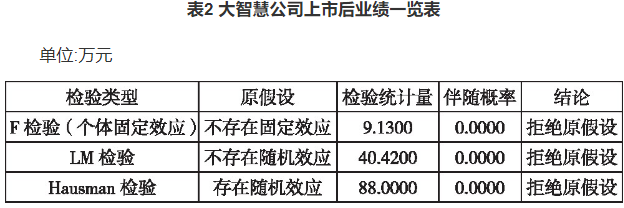 表2 大智慧公司上市后业绩一览表
单位:万元
检验类型 原假设 检验统计量 伴随概率 结论
F 检验（个体固定效应） 不存在固定效应 9.1300 0.0000 拒绝原假设
LM 检验 不存在随机效应 40.4200 0.0000 拒绝原假设
Hausman 检验 存在随机效应 88.0000 0.0000 拒绝原假设